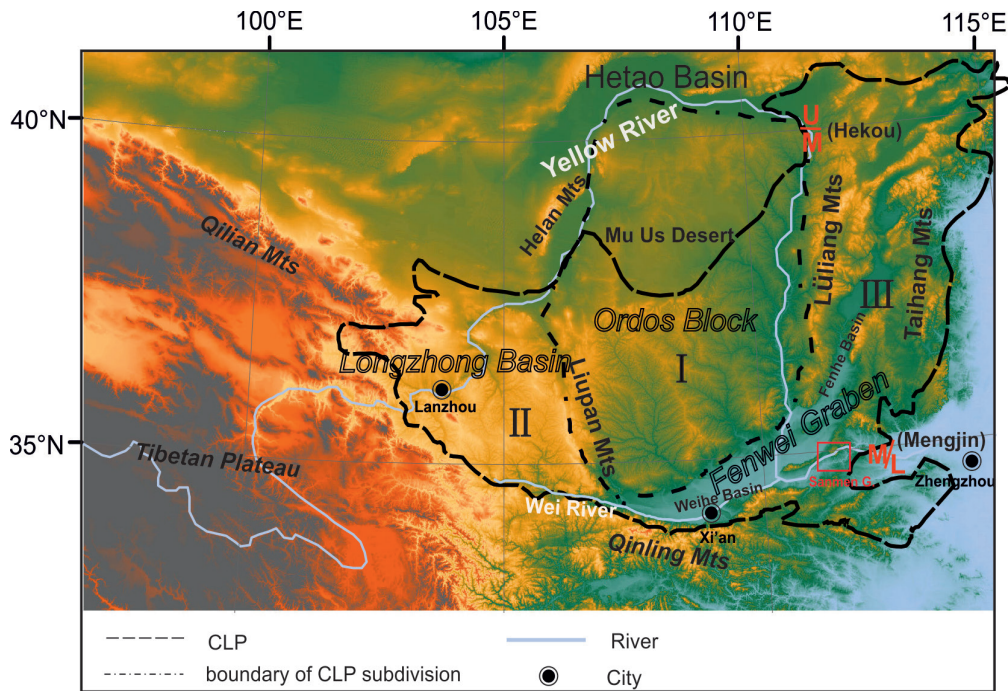 100°E 105°E 110°E 115°E
40°N
35°N
Hetao Basin
Yellow River
U
M
(Hekou)
Helan Mts
Qilian Mts
Mu Us Desert
Lüliang Mts
III
Taihang Mts
Ordos Block
Longzhong Basin
I
Fenhe Basin
Lanzhou
II
Liupan Mts
Fenwei Graben
(Mengjin)
M/L
Sanmen G.
Zhengzhou
Tibetan Plateau
Weihe Basin
Wei River
Xi'an
Qinling Mts
CLP
River
boundary of CLP subdivision
City